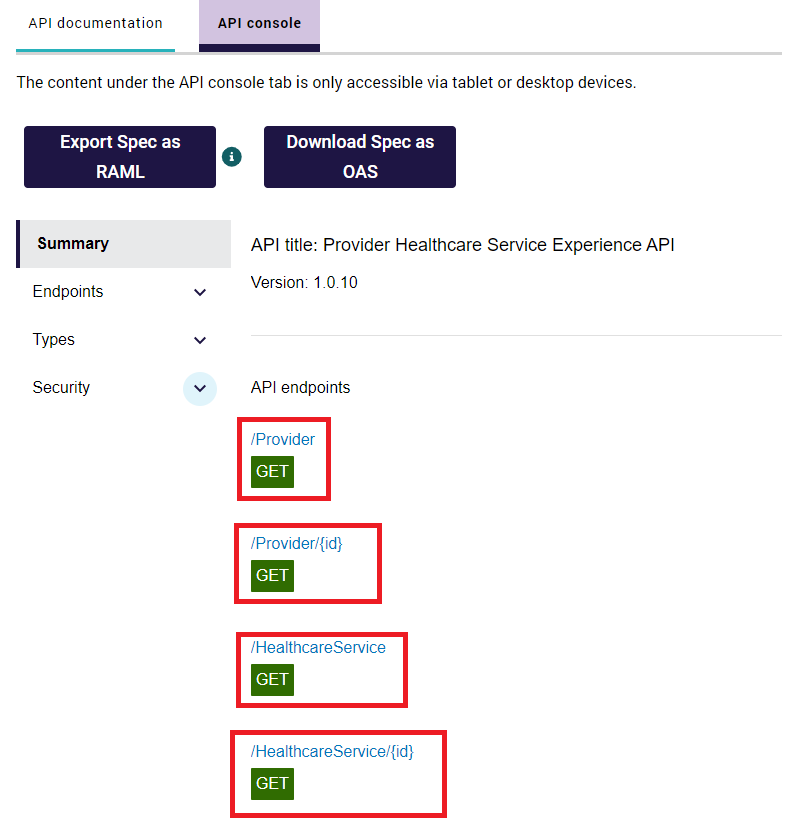 API documentation
API console
The content under the API console tab is only accessible via tablet or desktop devices.
Export Spec as
RAML
i
Download Spec as
OAS
Summary
Endpoints
Types
Security
API title: Provider Healthcare Service Experience API
Version: 1.0.10
API endpoints
/Provider
GET
/Provider/{id}
GET
/HealthcareService
GET
/HealthcareService/{id}
GET